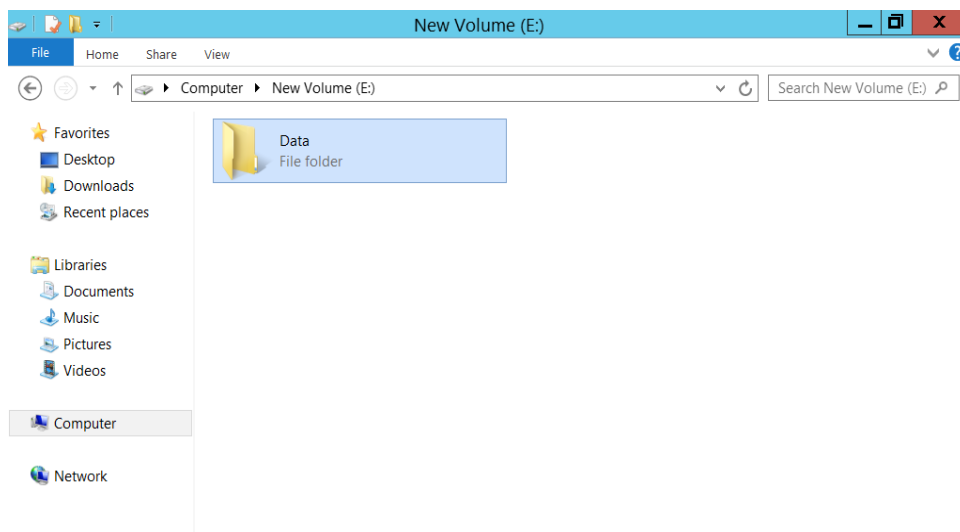 New Volume (E:)
File Home Share View
Computer New Volume (E:)
Search New Volume (E:)
Favorites
Desktop
Downloads
Recent places
Libraries
Documents
Music
Pictures
Videos
Computer
Network
Data
File folder